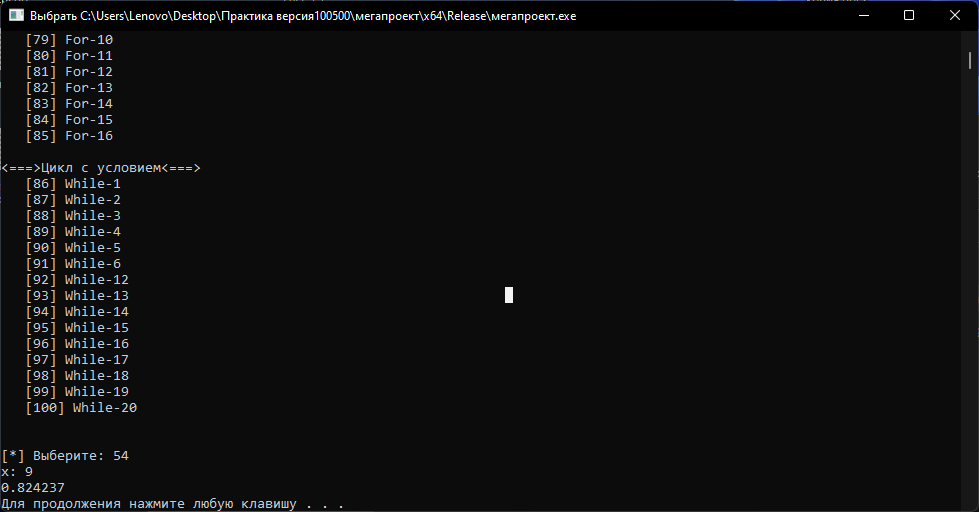 Выбрать C:\Users\Lenovo\Desktop\Практика версия100500\мегапроект\x64\Release\мегапроект.exe
[79] For-10
[80] For-11
[81] For-12
[82] For-13
[83] For-14
[84] For-15
[85] For-16
<===>Цикл с условием<===>
[86] While-1
[87] While-2
[88] While-3
[89] While-4
[90] While-5
[91] While-6
[92] While-12
[93] While-13
[94] While-14
[95] While-15
[96] While-16
[97] While-17
[98] While-18
[99] While-19
[100] While-20
[*] Выберите: 54
x: 9
0.824237
Для продолжения нажмите любую клавишу . . .